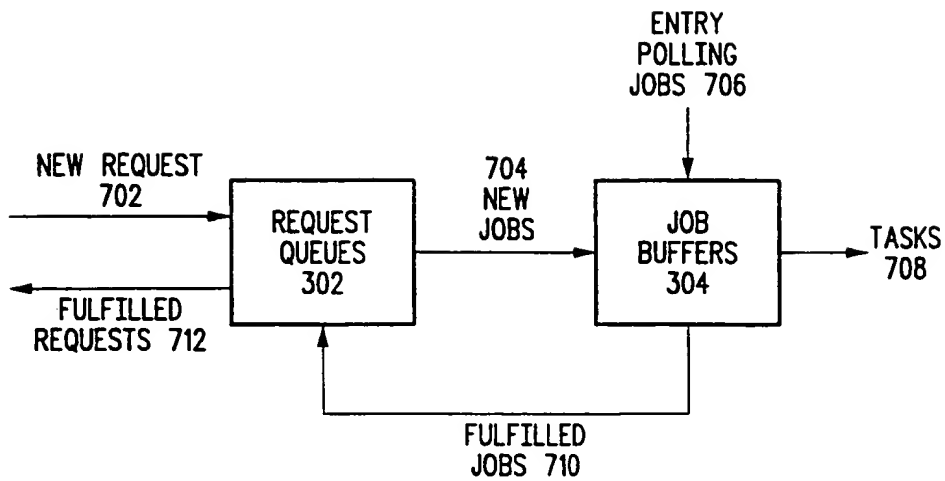 ENTRY
POLLING
JOBS 706
NEW REQUEST
702
REQUEST
QUEUES
302
704
NEW
JOBS
JOB
BUFFERS
304
TASKS
708
FULFILLED
REQUESTS 712
FULFILLED
JOBS 710